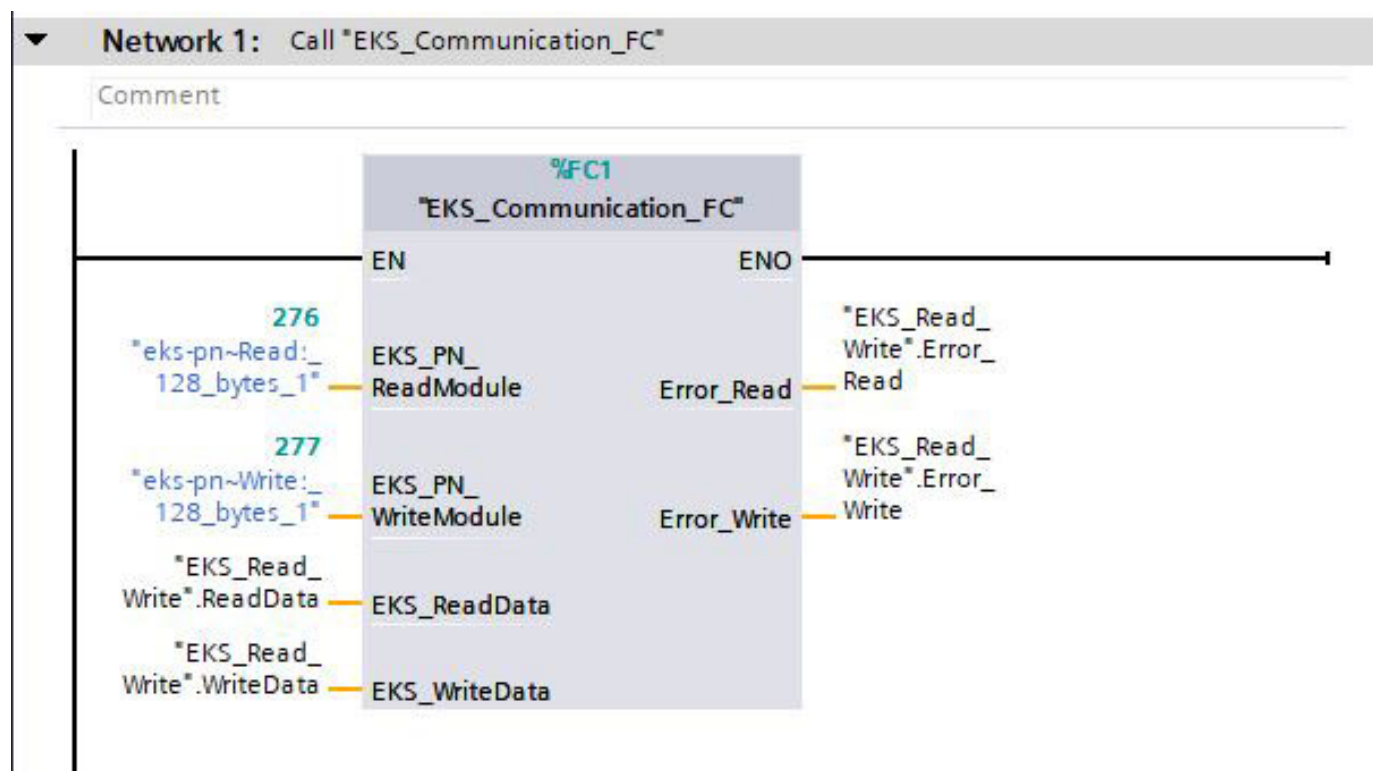 Network 1: Call "EKS_Communication_FC"
Comment
%FC1
"EKS_Communication_FC"
EN
ENO
276
"eks-pn~Read:_
128_bytes_1"
EKS_PN_
ReadModule
Error_Read
"EKS_Read_
Write".Error_
Read
277
"eks-pn~Write:_
128_bytes_1"
EKS_PN_
WriteModule
Error_Write
"EKS_Read_
Write".Error_
Write
"EKS_Read_
Write".ReadData
EKS_ReadData
"EKS_Read_
Write".WriteData
EKS_WriteData